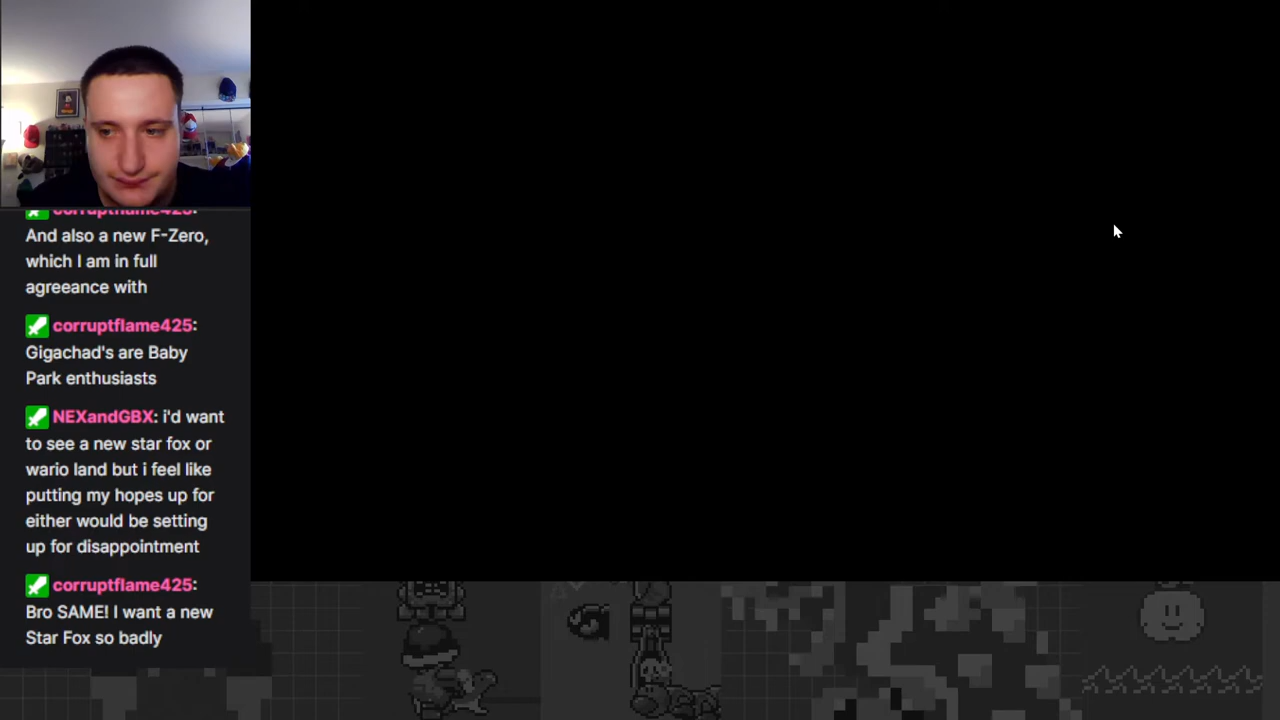 corruptflame425:
And also a new F-Zero,
which I am in full
agreeance with
corruptflame425:
Gigachad's are Baby
Park enthusiasts
NEXandGBX: i'd want
to see a new star fox or
wario land but i feel like
putting my hopes up for
either would be setting
up for disappointment
corruptflame425:
Bro SAME! I want a new
Star Fox so badly